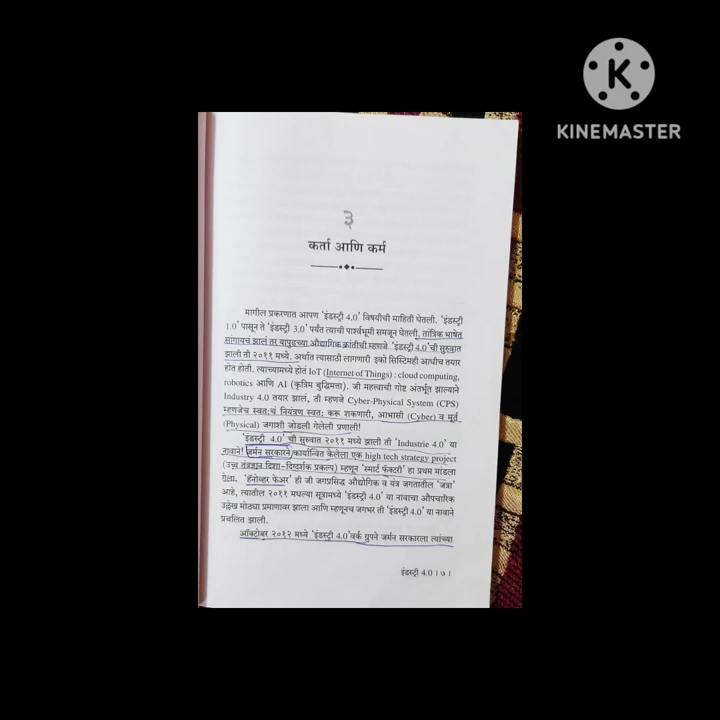 KINEMASTER
३
कर्ता आणि कर्म
मागील प्रकरणात आपण 'इंडस्ट्री 4.0' विषयीची माहिती घेतली. 'इंडस्ट्री
1.0' पासून ते 'इंडस्ट्री 3.0' पर्यंत त्याची पार्श्वभूमी समजून घेतली. तांत्रिक भाषेत
सांगायचं झालं तर यापुढच्या औद्योगिक क्रांतीची म्हणजे 'इंडस्ट्री 4.0'ची सुरुवात
झाली ती २०११ मध्ये. अर्थात त्यासाठी लागणारी इको सिस्टिमही आधीच तयार
होत होती. त्याच्यामध्ये होतं IoT (Internet of Things) : cloud computing,
robotics आणि AI (कृत्रिम बुद्धिमत्ता). जी महत्त्वाची गोष्ट अंतर्भूत झाल्याने
Industry 4.0 तयार झालं, ती म्हणजे Cyber-Physical System (CPS)
म्हणजेच स्वतःचं नियंत्रण स्वतः करू शकणारी, आभासी (Cyber) व मूर्त
(Physical) जगाशी जोडली गेलेली प्रणाली!
'इंडस्ट्री 4.0' ची सुरुवात २०११ मध्ये झाली ती 'Industrie 4.0' या
नावाने! जर्मन सरकारने कार्यान्वित केलेला एक high tech strategy project
(उच्च तंत्रज्ञान दिशा-दिग्दर्शक प्रकल्प) म्हणून 'स्मार्ट फॅक्टरी' हा प्रथम मांडला
गेला. 'हॅनोव्हर फेअर' ही जी जगप्रसिद्ध औद्योगिक व यंत्र जगतातील 'जत्रा'
आहे, त्यातील २०११ मधल्या सूत्रामध्ये 'इंडस्ट्री 4.0' या नावाचा औपचारिक
उल्लेख मोठ्या प्रमाणावर झाला आणि म्हणूनच जगभर ती 'इंडस्ट्री 4.0' या नावाने
प्रचलित झाली.
ऑक्टोबर २०१२ मध्ये 'इंडस्ट्री 4.0'वर्क ग्रुपने जर्मन सरकारला त्यांच्या
इंडस्ट्री 4.0 । ७ ।